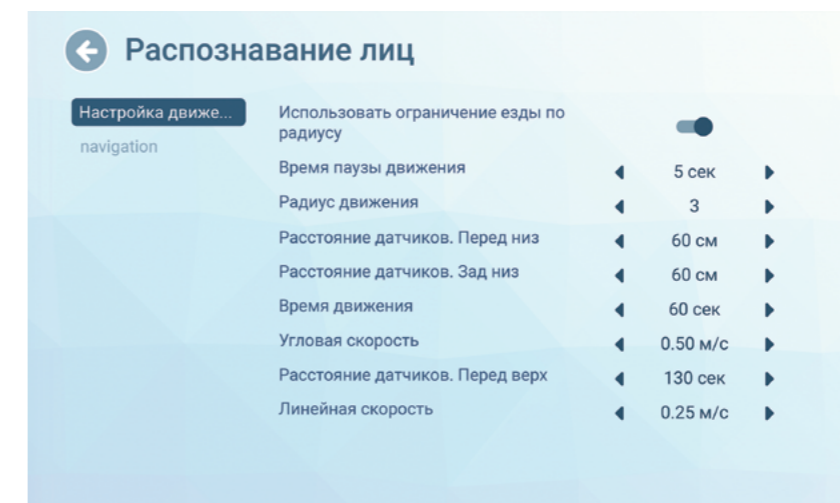 Распознавание лиц
Настройка движе...
navigation
Использовать ограничение езды по
радиусу
Время паузы движения
5 сек
Радиус движения
3
Расстояние датчиков. Перед низ
60 см
Расстояние датчиков. Зад низ
60 см
Время движения
60 сек
Угловая скорость
0.50 м/с
Расстояние датчиков. Перед верх
130 сек
Линейная скорость
0.25 м/с